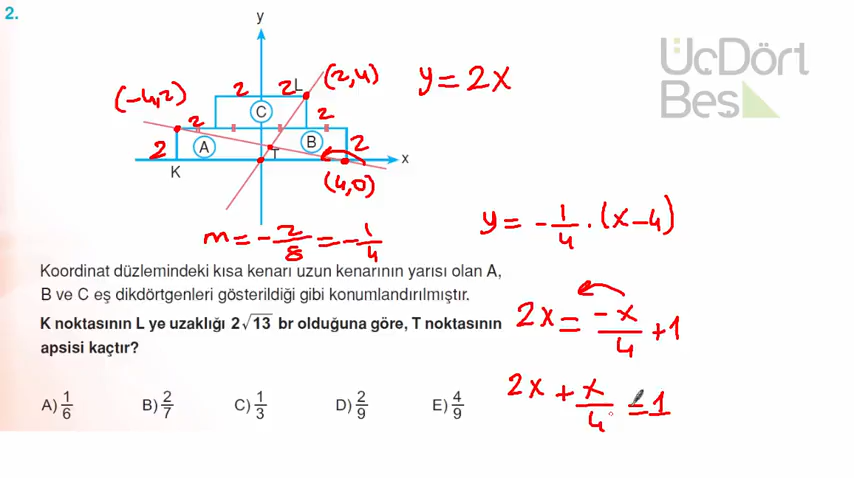 2.
ÜçDört
Beş
y
(2,4)
y = 2x
(-4,2)
2 2 L
2 C 2
2 A B 2
K T x
(4,0)
m = -2/8 = -1/4
y = -1/4 · (x-4)
Koordinat düzlemindeki kısa kenarı uzun kenarının yarısı olan A,
B ve C eş dikdörtgenleri gösterildiği gibi konumlandırılmıştır.
K noktasının L ye uzaklığı 2√13 br olduğuna göre, T noktasının
apsisi kaçtır?
2x = -x/4 + 1
2x + x/4 = 1
A) 1/6 B) 2/7 C) 1/3 D) 2/9 E) 4/9